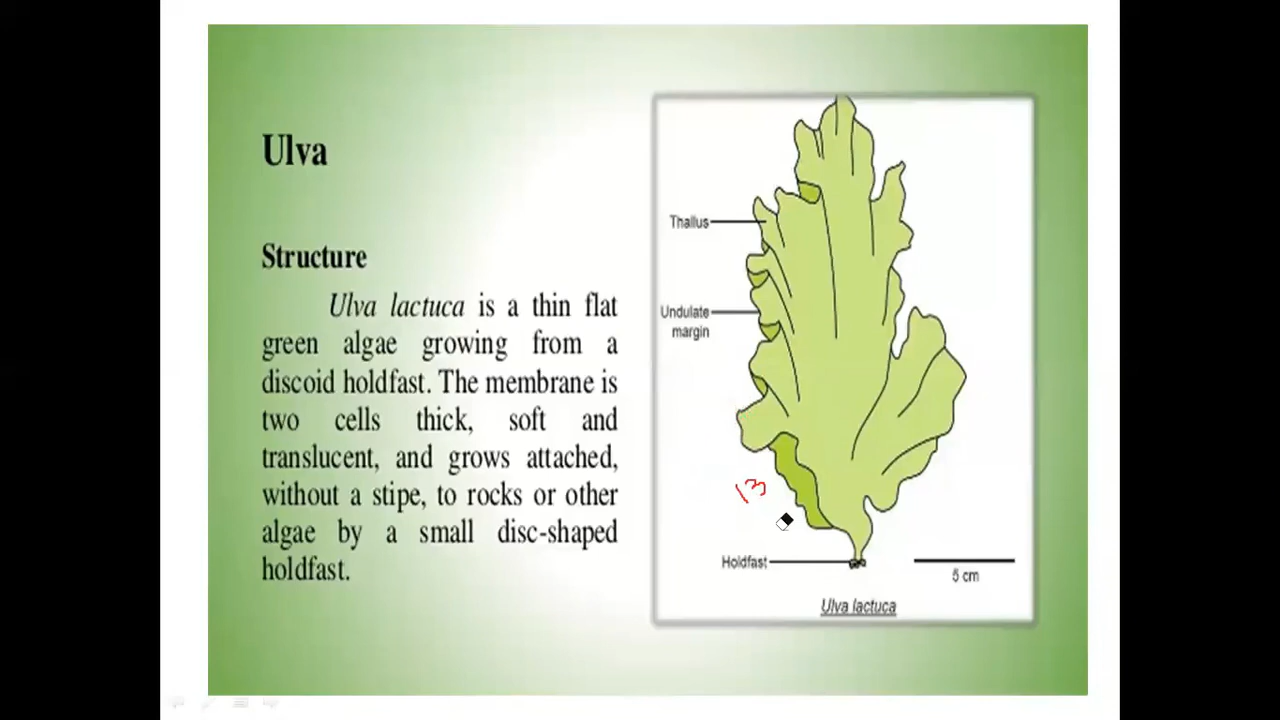 Ulva
Structure
Ulva lactuca is a thin flat
green algae growing from a
discoid holdfast. The membrane is
two cells thick, soft and
translucent, and grows attached,
without a stipe, to rocks or other
algae by a small disc-shaped
holdfast.
Thallus
Undulate
margin
13
Holdfast
5 cm
Ulva lactuca